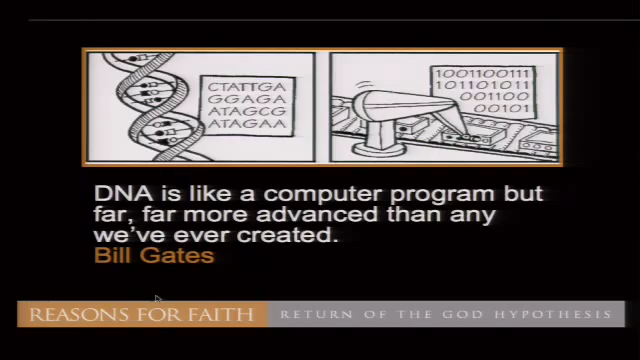 CTATTGA
GGAGA
ATAGCG
ATAGAA
1001100111
101101011
001100
00101
DNA is like a computer program but
far, far more advanced than any
we've ever created.
Bill Gates
REASONS FOR FAITH
RETURN OF THE GOD HYPOTHESIS